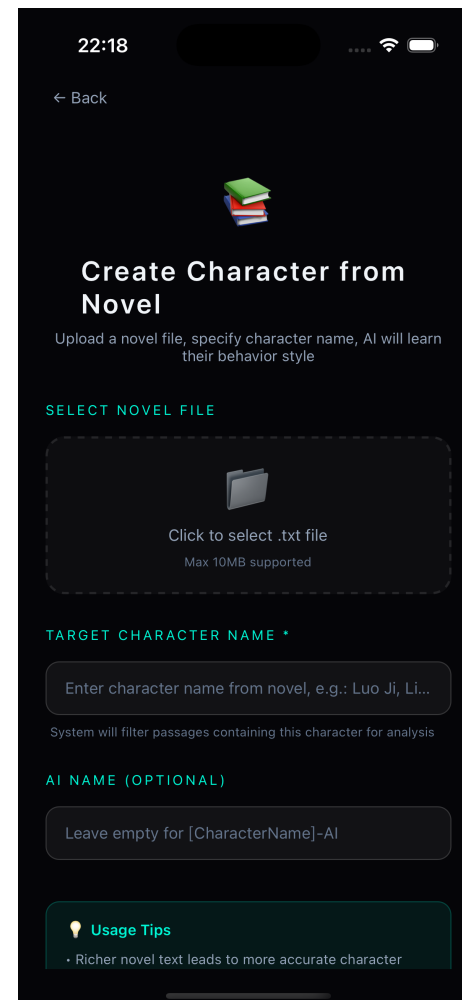 22:18
← Back
Create Character from
Novel
Upload a novel file, specify character name, AI will learn
their behavior style
SELECT NOVEL FILE
Click to select .txt file
Max 10MB supported
TARGET CHARACTER NAME *
Enter character name from novel, e.g.: Luo Ji, Li...
System will filter passages containing this character for analysis
AI NAME (OPTIONAL)
Leave empty for [CharacterName]-AI
Usage Tips
• Richer novel text leads to more accurate character